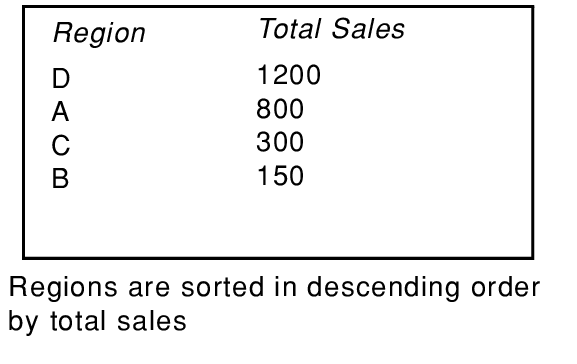 Region Total Sales
D 1200
A 800
C 300
B 150
Regions are sorted in descending order
by total sales